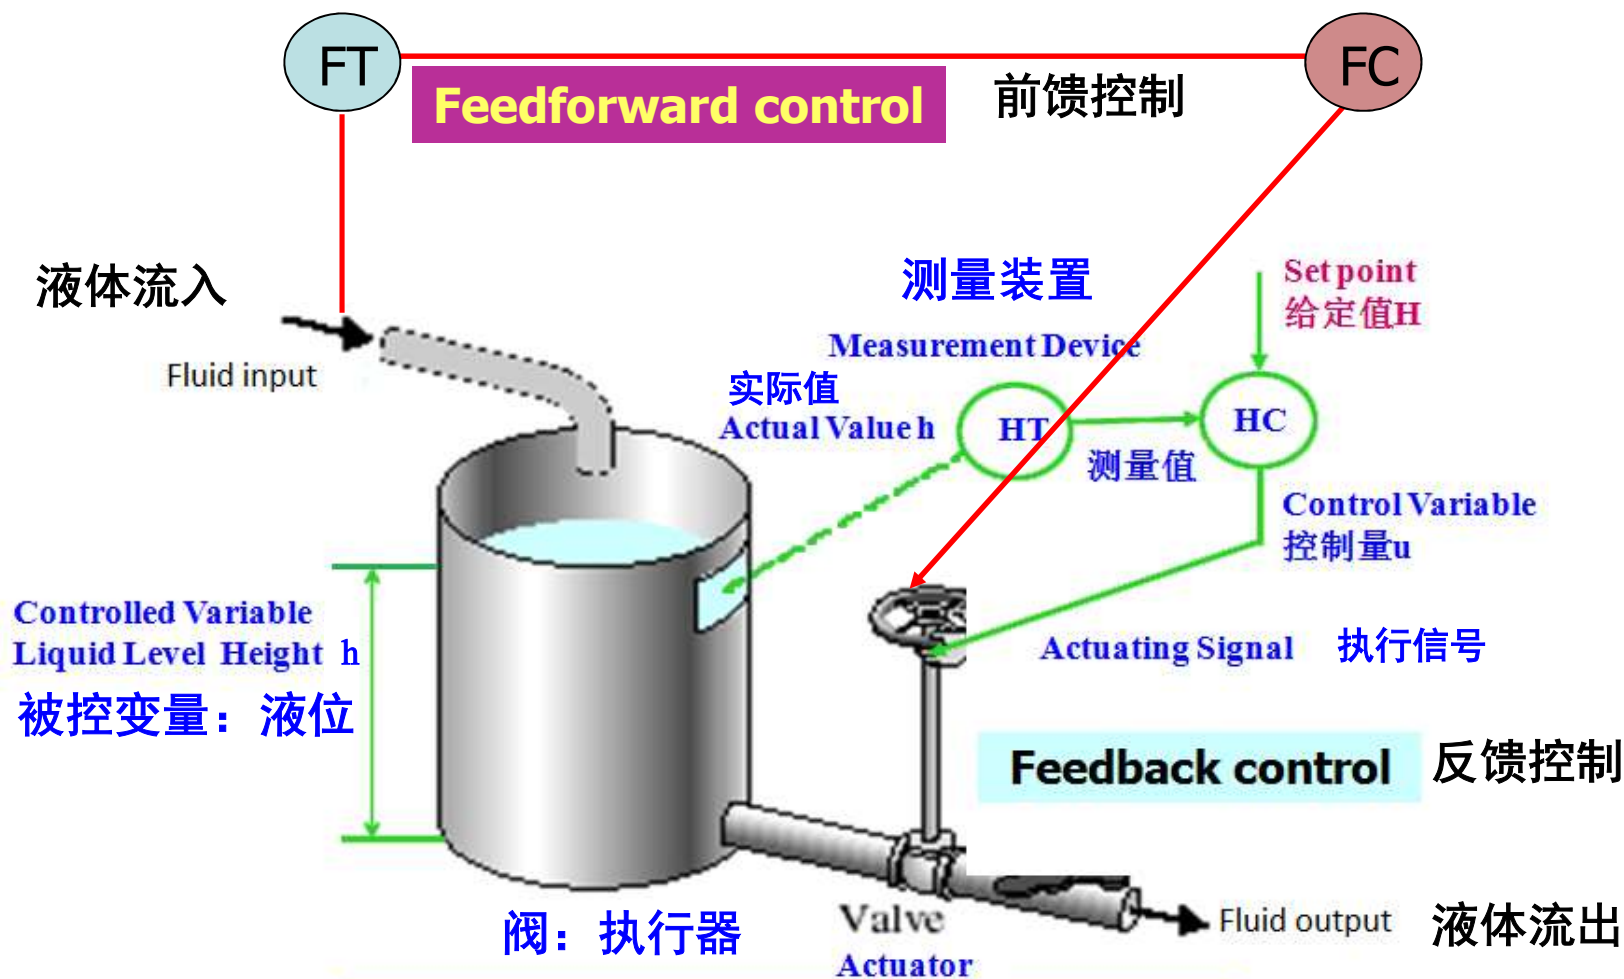 FT
FC
Feedforward control
前馈控制
液体流入
Fluid input
测量装置
Measurement Device
Set point
给定值H
实际值
Actual Value h
HT
HC
测量值
Control Variable
控制量u
Controlled Variable
Liquid Level Height h
被控变量：液位
Actuating Signal 执行信号
Feedback control
反馈控制
阀：执行器
Valve
Actuator
Fluid output
液体流出